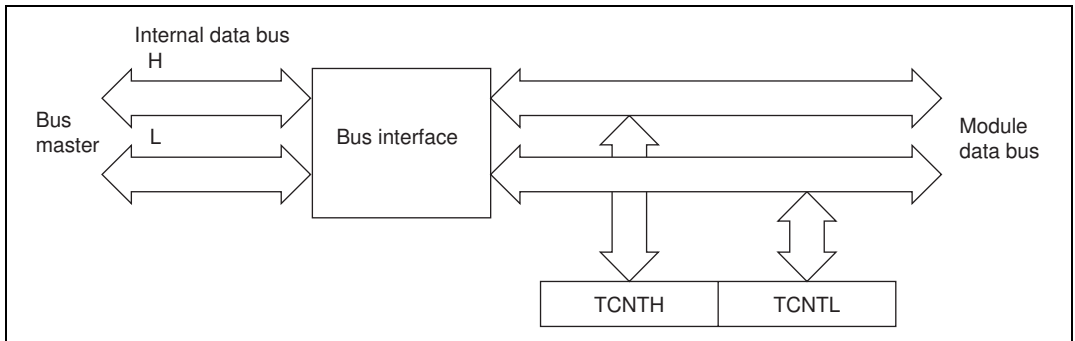 Internal data bus
H
Bus
master
L
Bus interface
Module
data bus
TCNTH
TCNTL